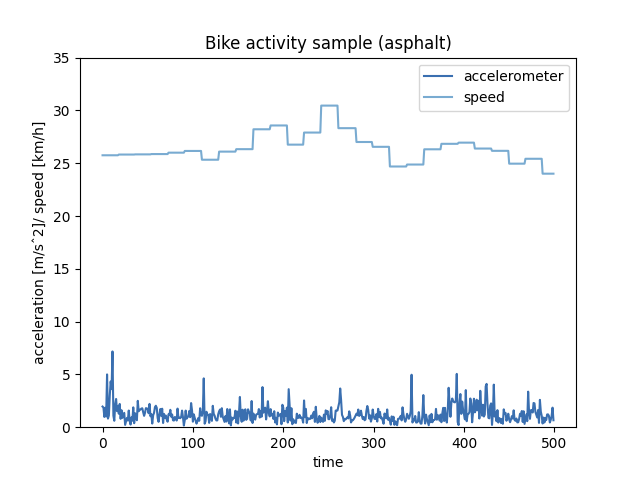 Bike activity sample (asphalt)
accelerometer
speed
acceleration [m/sˆ2]/ speed [km/h]
35
30
25
20
15
10
5
0
0 100 200 300 400 500
time